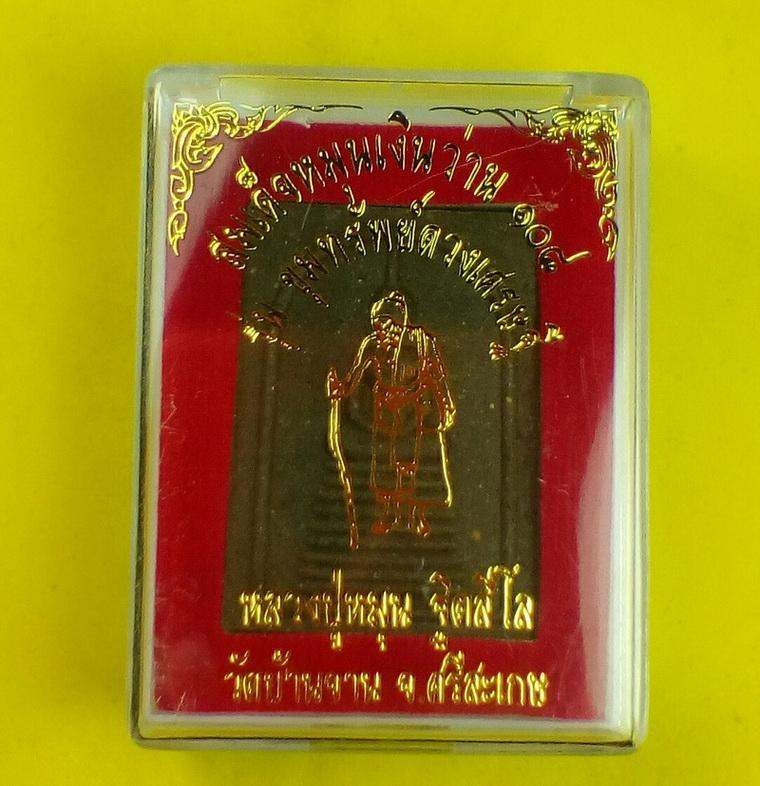 สมเด็จหมุนเงินว่าน ๑๐๘
รุ่น ขุมทรัพย์ดวงเศรษฐี
หลวงปู่หมุน ฐิตสีโล
วัดบ้านจาน จ.ศรีสะเกษ